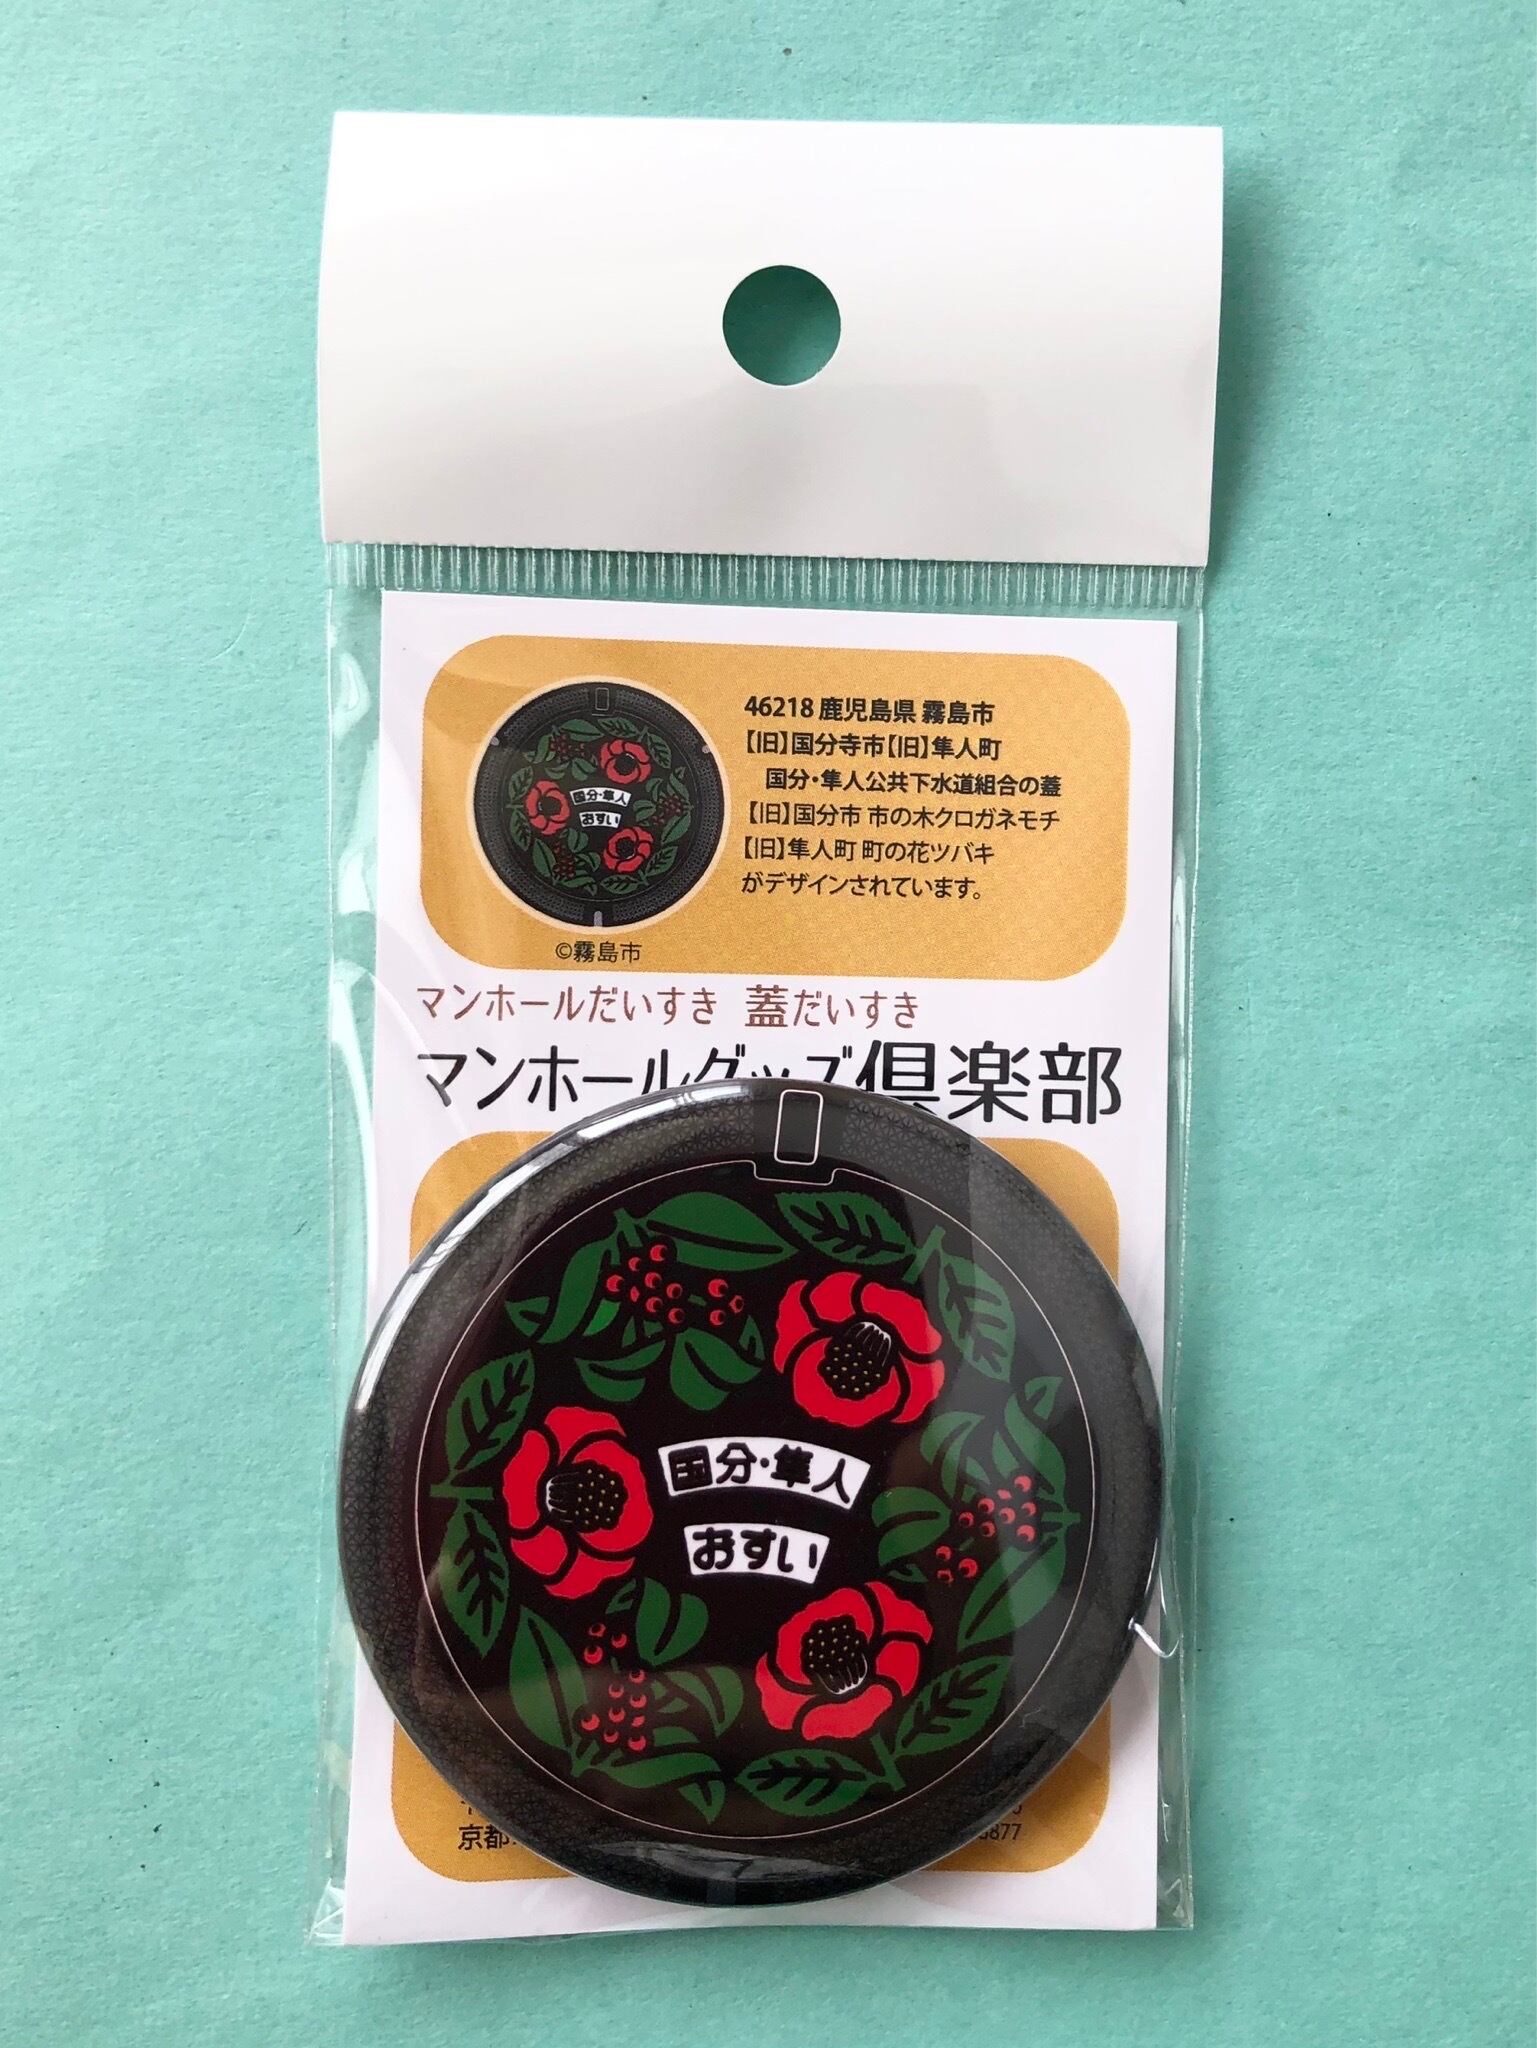 46218 鹿児島県 霧島市
【旧】国分寺市【旧】隼人町
国分・隼人公共下水道組合の蓋
【旧】国分市 市の木クロガネモチ
【旧】隼人町 町の花ツバキ
がデザインされています。
国分・隼人
おすい
©霧島市
マンホールだいすき 蓋だいすき
マンホールグッズ倶楽部
国分・隼人
おすい
京都
6877